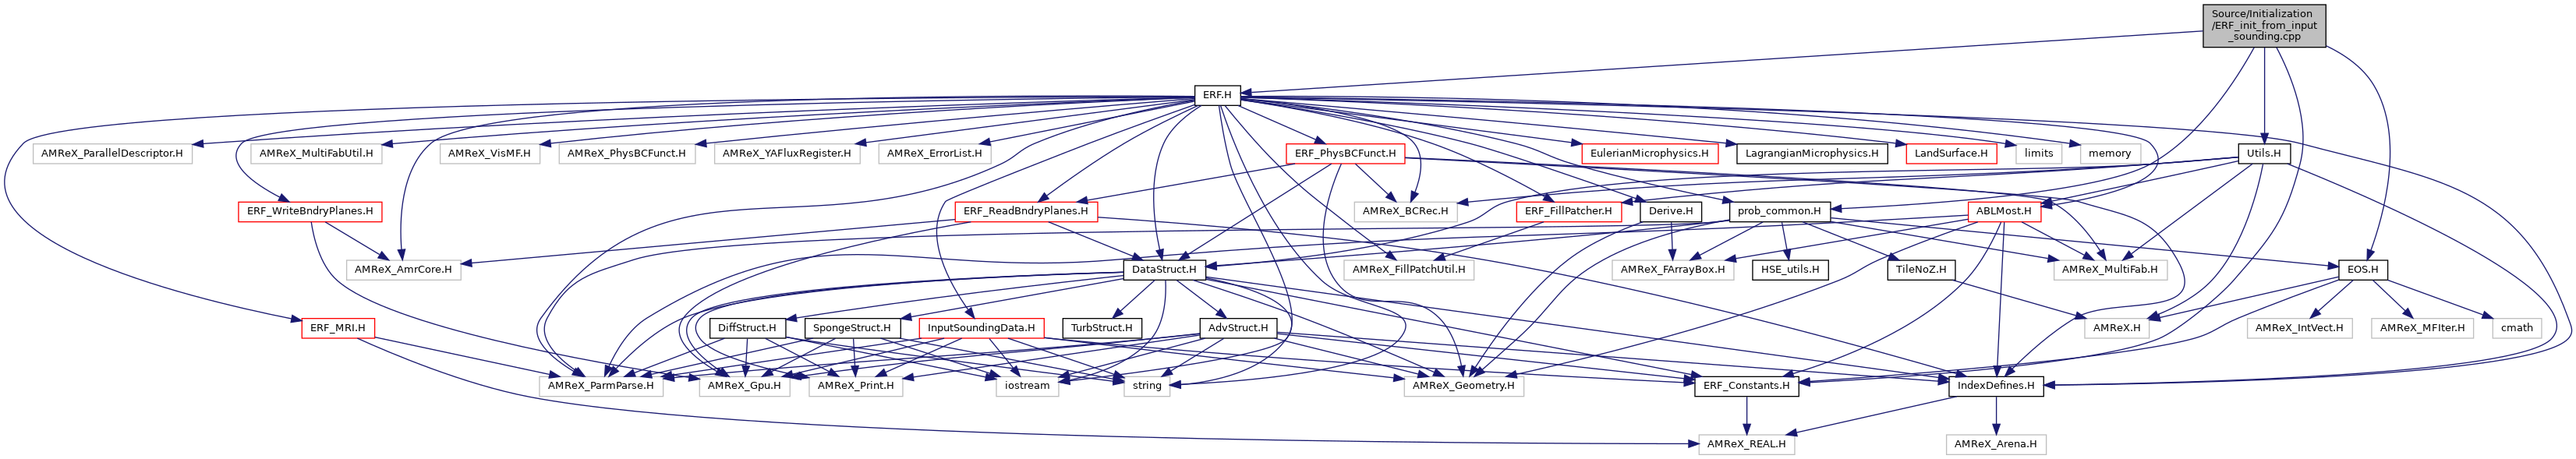 Source/Initialization
/ERF_init_from_input
_sounding.cpp
ERF.H
AMReX_ParallelDescriptor.H
AMReX_MultiFabUtil.H
AMReX_VisMF.H
AMReX_PhysBCFunct.H
AMReX_YAFluxRegister.H
AMReX_ErrorList.H
ERF_PhysBCFunct.H
EulerianMicrophysics.H
LagrangianMicrophysics.H
LandSurface.H
limits
memory
Utils.H
ERF_WriteBndryPlanes.H
ERF_ReadBndryPlanes.H
AMReX_BCRec.H
ERF_FillPatcher.H
Derive.H
prob_common.H
ABLMost.H
AMReX_AmrCore.H
DataStruct.H
AMReX_FillPatchUtil.H
AMReX_FArrayBox.H
HSE_utils.H
TileNoZ.H
AMReX_MultiFab.H
EOS.H
ERF_MRI.H
DiffStruct.H
SpongeStruct.H
InputSoundingData.H
TurbStruct.H
AdvStruct.H
AMReX.H
AMReX_IntVect.H
AMReX_MFIter.H
cmath
AMReX_ParmParse.H
AMReX_Gpu.H
AMReX_Print.H
iostream
string
AMReX_Geometry.H
ERF_Constants.H
IndexDefines.H
AMReX_REAL.H
AMReX_Arena.H